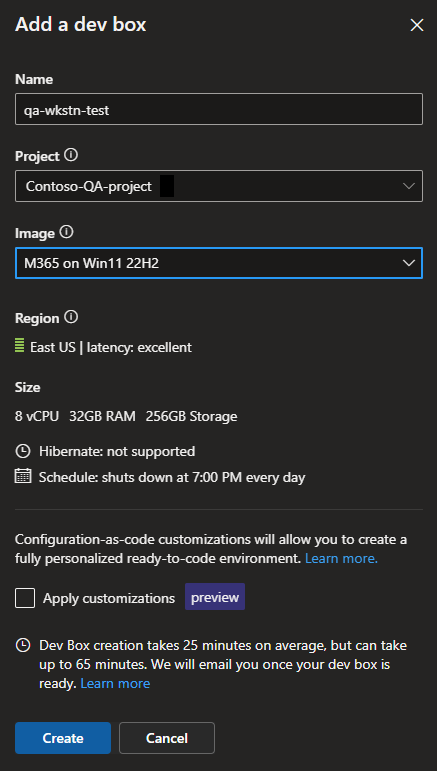 Add a dev box
Name
qa-wkstn-test
Project
Contoso-QA-project
Image
M365 on Win11 22H2
Region
East US | latency: excellent
Size
8 vCPU 32GB RAM 256GB Storage
Hibernate: not supported
Schedule: shuts down at 7:00 PM every day
Configuration-as-code customizations will allow you to create a
fully personalized ready-to-code environment. Learn more.
Apply customizations preview
Dev Box creation takes 25 minutes on average, but can take
up to 65 minutes. We will email you once your dev box is
ready. Learn more
Create Cancel